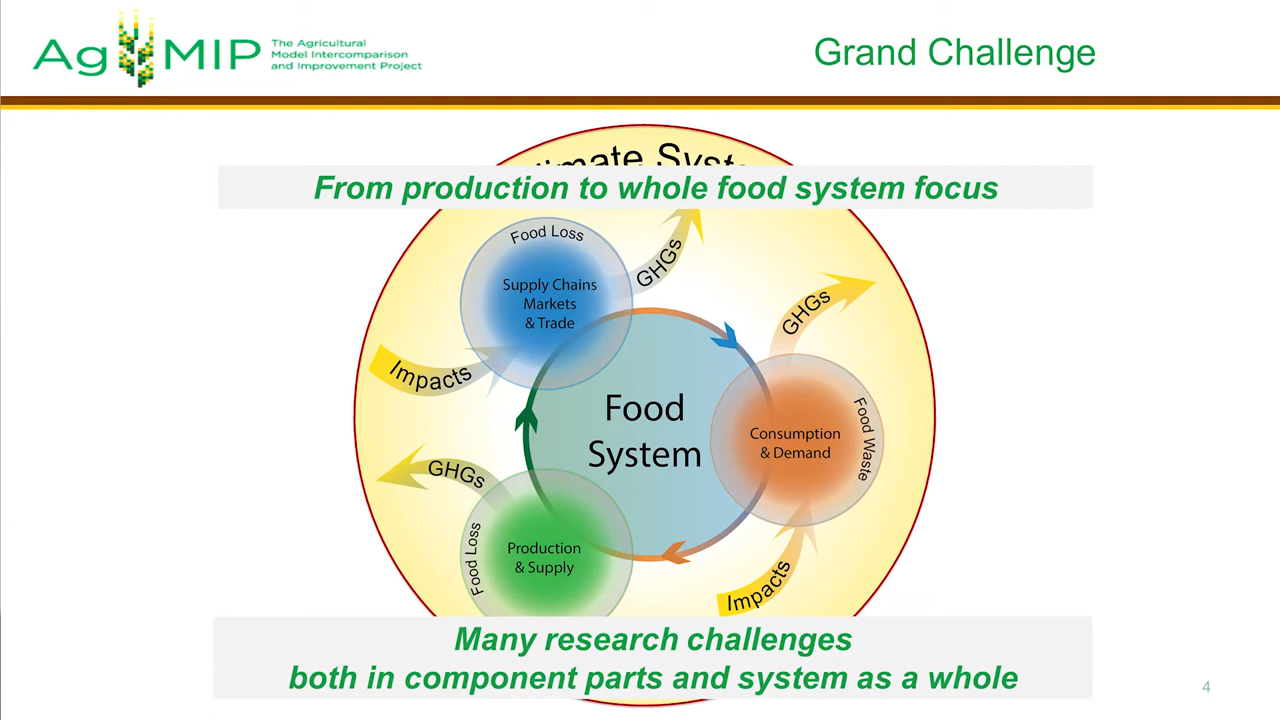 Ag MIP
The Agricultural
Model Intercomparison
and Improvement Project
Grand Challenge
From production to whole food system focus
Food Loss
Supply Chains
Markets
& Trade
GHGs
GHGs
Impacts
Food
System
Consumption
& Demand
Food Waste
GHGs
Food Loss
Production
& Supply
Impacts
Many research challenges
both in component parts and system as a whole
4